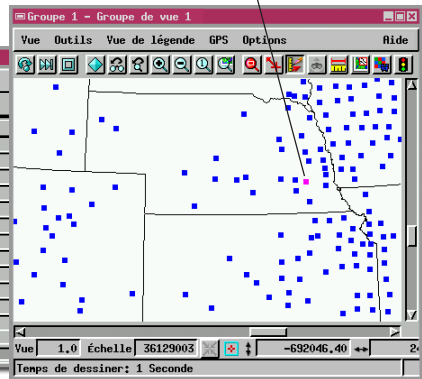 Groupe 1 - Groupe de vue 1
Vue Outils Vue de légende GPS Options Aide
Vue 1.0 Échelle 36129003 -692046.40 24
Temps de dessiner: 1 Seconde